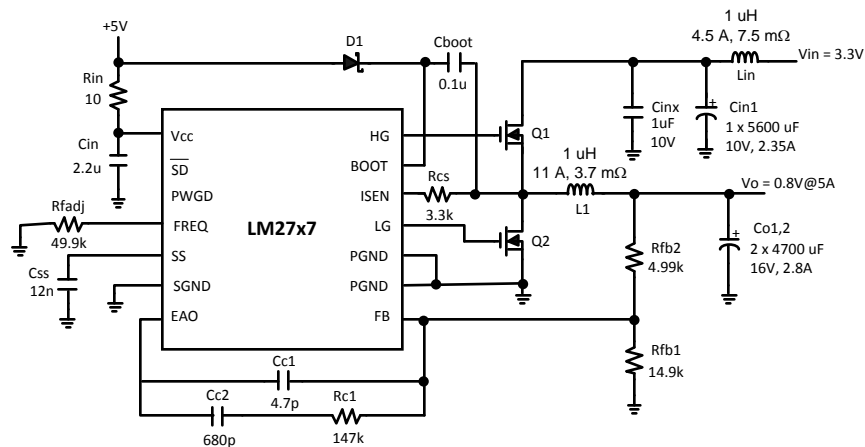 +5V
D1
Cboot
0.1u
1 uH
4.5 A, 7.5 mΩ
Lin
Vin = 3.3V
Rin
10
Cin
2.2u
Cinx
1uF
10V
+
Cin1
1 x 5600 uF
10V, 2.35A
Vcc
SD
PWGD
FREQ
SS
SGND
EAO
LM27x7
HG
BOOT
ISEN
LG
PGND
PGND
FB
Q1
Q2
Rcs
3.3k
1 uH
11 A, 3.7 mΩ
L1
Vo = 0.8V@5A
+
Co1,2
2 x 4700 uF
16V, 2.8A
Rfadj
49.9k
Css
12n
Rfb2
4.99k
Rfb1
14.9k
Cc1
4.7p
Cc2
680p
Rc1
147k